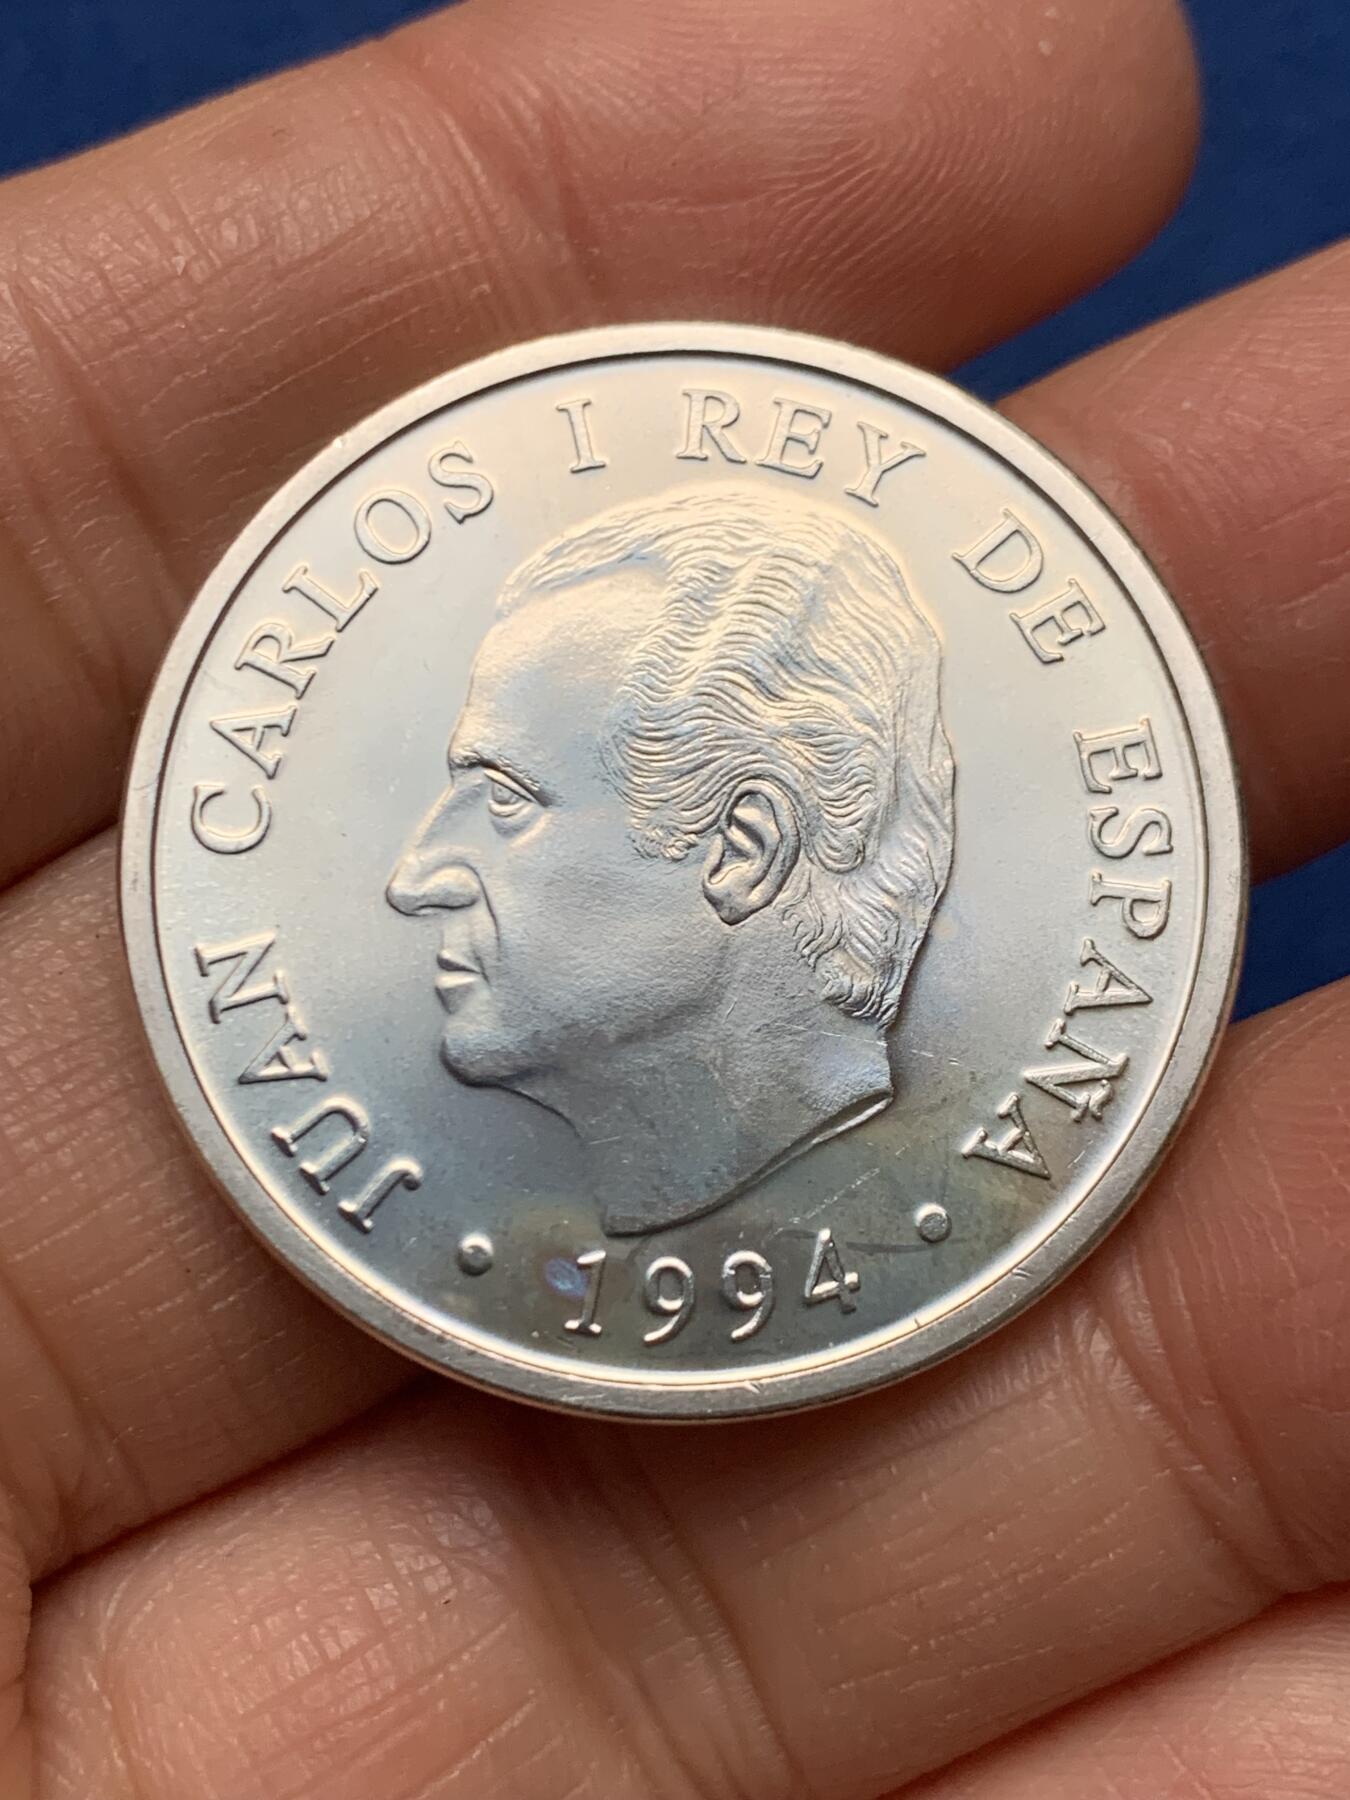 JUAN CARLOS I REY DE ESPAÑA
• 1994 •